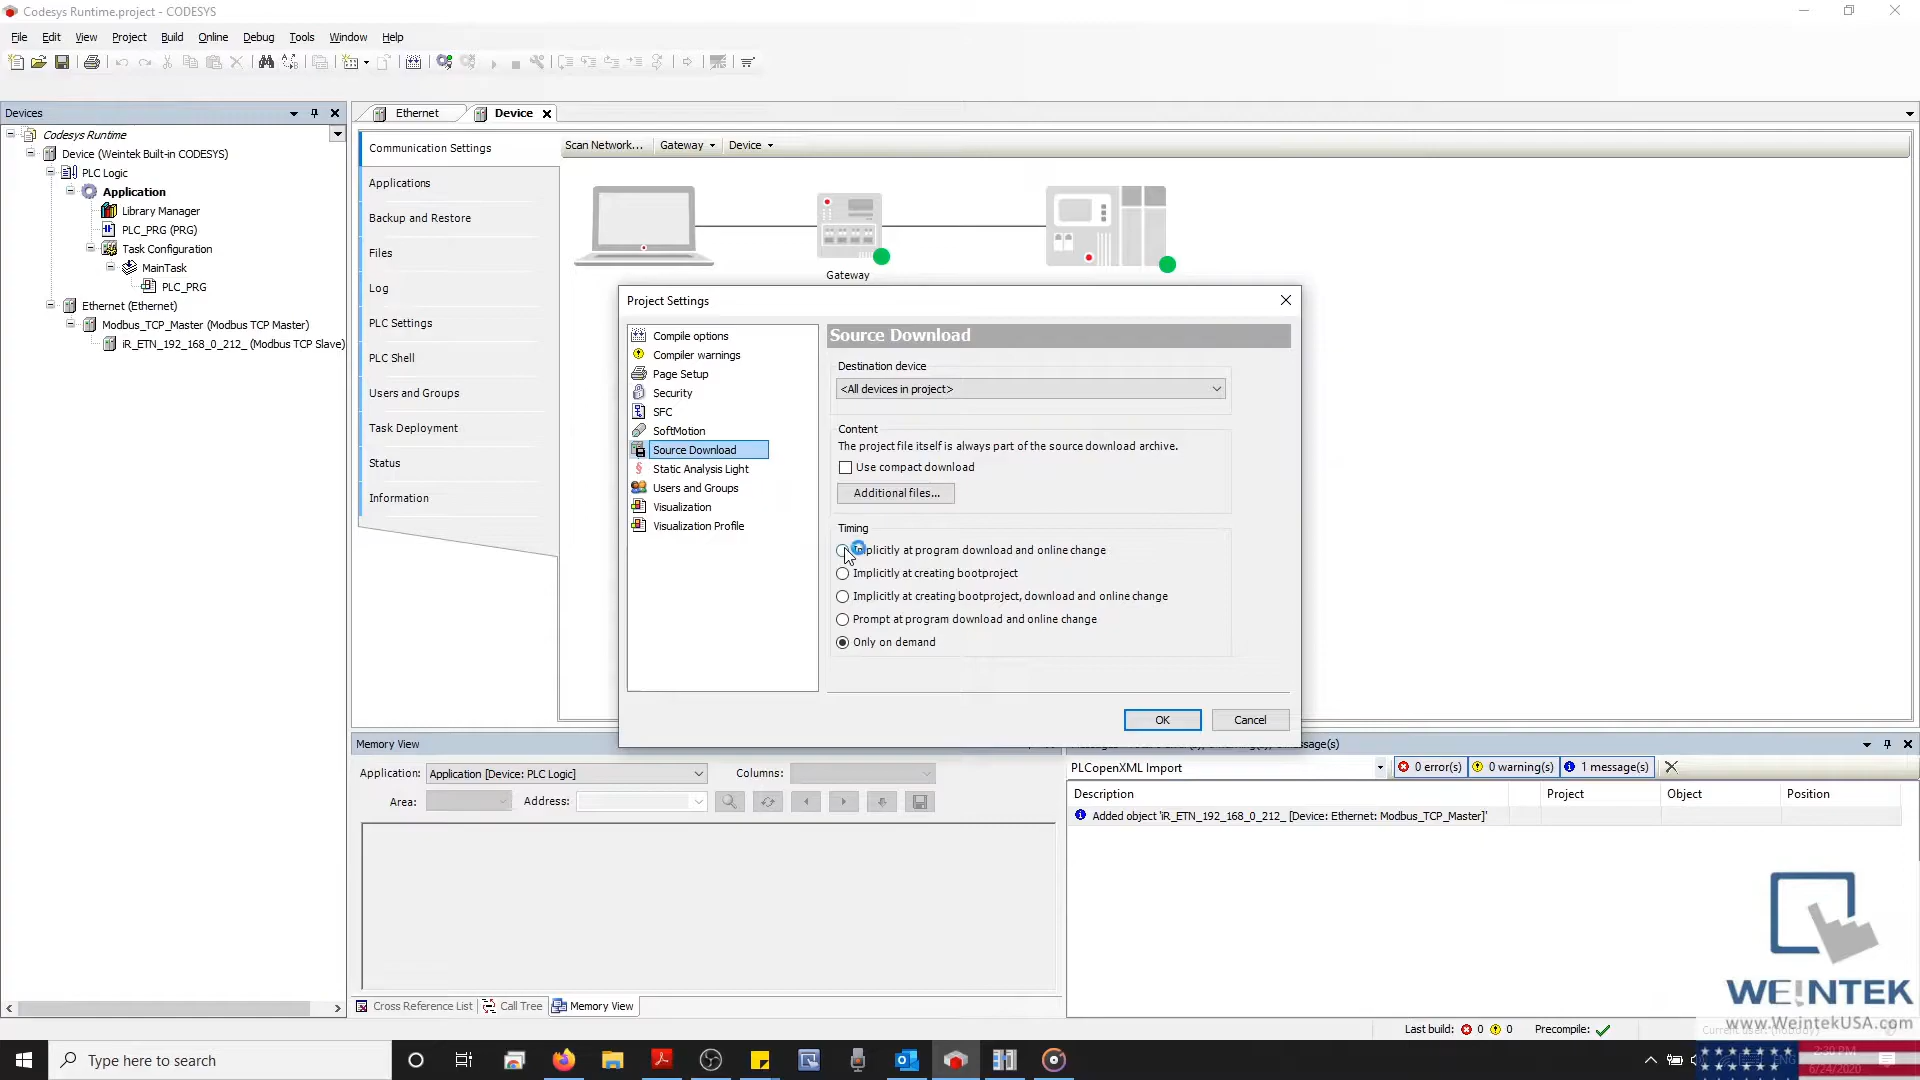 Codesys Runtime.project - CODESYS
File Edit View Project Build Online Debug Tools Window Help
Devices
Codesys Runtime
Device (Weintek Built-in CODESYS)
PLC Logic
Application
Library Manager
PLC_PRG (PRG)
Task Configuration
MainTask
PLC_PRG
Ethernet (Ethernet)
Modbus_TCP_Master (Modbus TCP Master)
iR_ETN_192_168_0_212_ (Modbus TCP Slave)
Ethernet Device
Communication Settings
Applications
Backup and Restore
Files
Log
PLC Settings
PLC Shell
Users and Groups
Task Deployment
Status
Information
Scan Network... Gateway Device
Gateway
Project Settings
Compile options
Compiler warnings
Page Setup
Security
SFC
SoftMotion
Source Download
Static Analysis Light
Users and Groups
Visualization
Visualization Profile
Source Download
Destination device
<All devices in project>
Content
The project file itself is always part of the source download archive.
Use compact download
Additional files...
Timing
Implicitly at program download and online change
Implicitly at creating bootproject
Implicitly at creating bootproject, download and online change
Prompt at program download and online change
Only on demand
OK Cancel
Memory View
Application: Application [Device: PLC Logic] Columns:
Area: Address:
Cross Reference List Call Tree Memory View
PLCopenXML Import 0 error(s) 0 warning(s) 1 message(s)
Description Project Object Position
Added object 'iR_ETN_192_168_0_212_ [Device: Ethernet: Modbus_TCP_Master]'
Last build: 0 0 Precompile:
WEINTEK
www.WeintekUSA.com
Type here to search
2:30 PM
6/24/2020